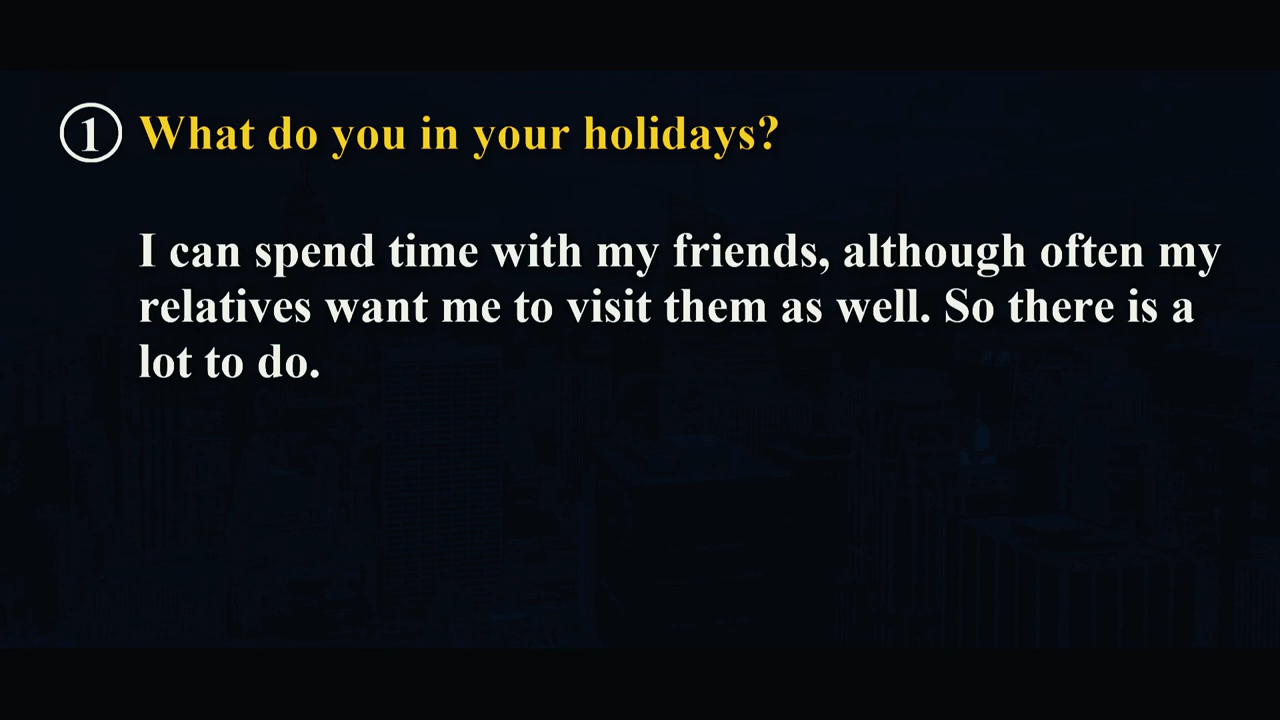 1 What do you in your holidays?
I can spend time with my friends, although often my
relatives want me to visit them as well. So there is a
lot to do.